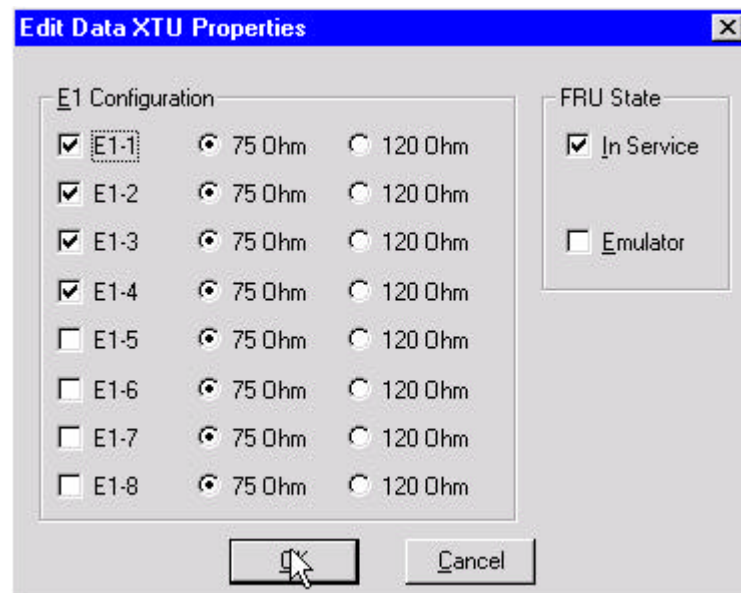 Edit Data XTU Properties
E1 Configuration
E1-1 75 Ohm 120 Ohm
E1-2 75 Ohm 120 Ohm
E1-3 75 Ohm 120 Ohm
E1-4 75 Ohm 120 Ohm
E1-5 75 Ohm 120 Ohm
E1-6 75 Ohm 120 Ohm
E1-7 75 Ohm 120 Ohm
E1-8 75 Ohm 120 Ohm
FRU State
In Service
Emulator
OK Cancel